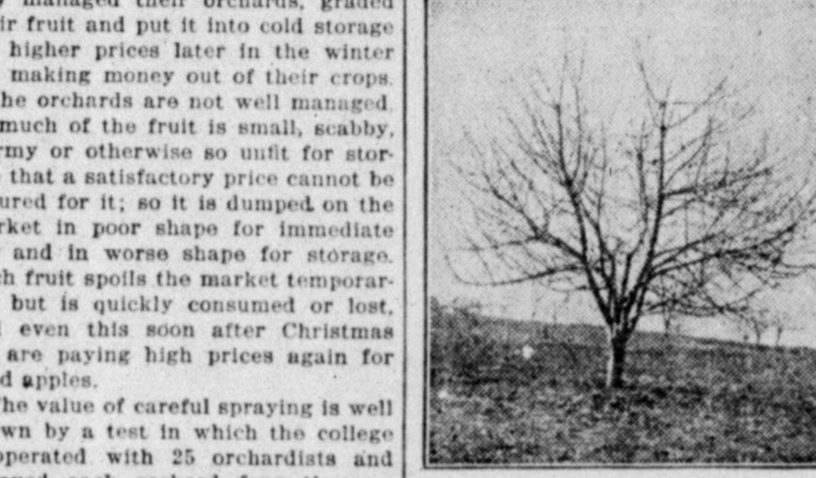 managed their orchards, graded
ir fruit and put it into cold storage
higher prices later in the winter
making money out of their crops.
he orchards are not well managed
much of the fruit is small, scabby,
rmy or otherwise so unfit for stor-
that a satisfactory price cannot be
ured for it; so it is dumped on the
rket in poor shape for immediate
and in worse shape for storage.
ch fruit spoils the market temporar-
but is quickly consumed or lost,
even this soon after Christmas
are paying high prices again for
d apples.
he value of careful spraying is well
own by a test in which the college
operated with 25 orchardists and